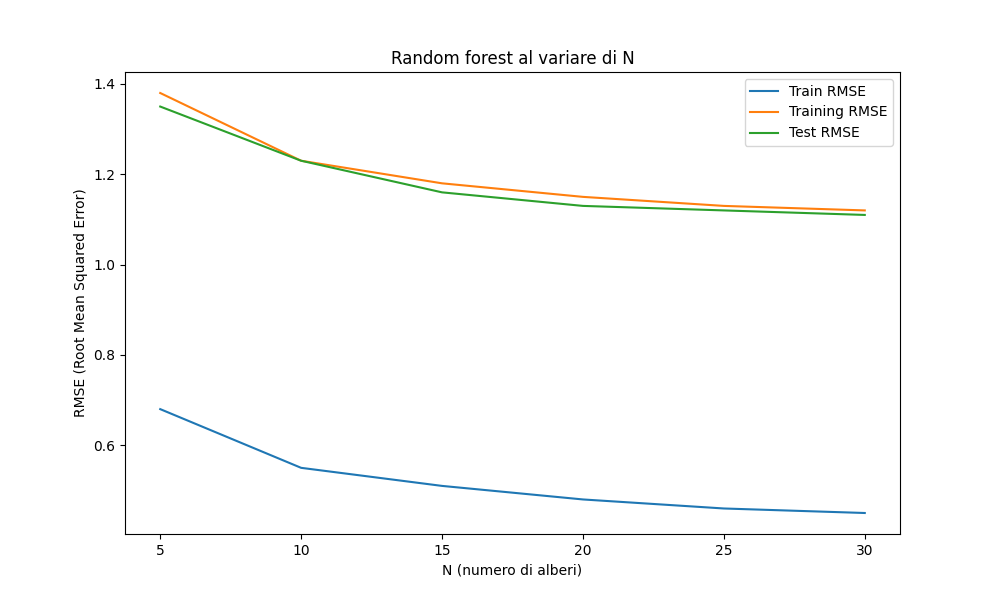 Random forest al variare di N
Train RMSE
Training RMSE
Test RMSE
RMSE (Root Mean Squared Error)
1.4
1.2
1.0
0.8
0.6
5 10 15 20 25 30
N (numero di alberi)